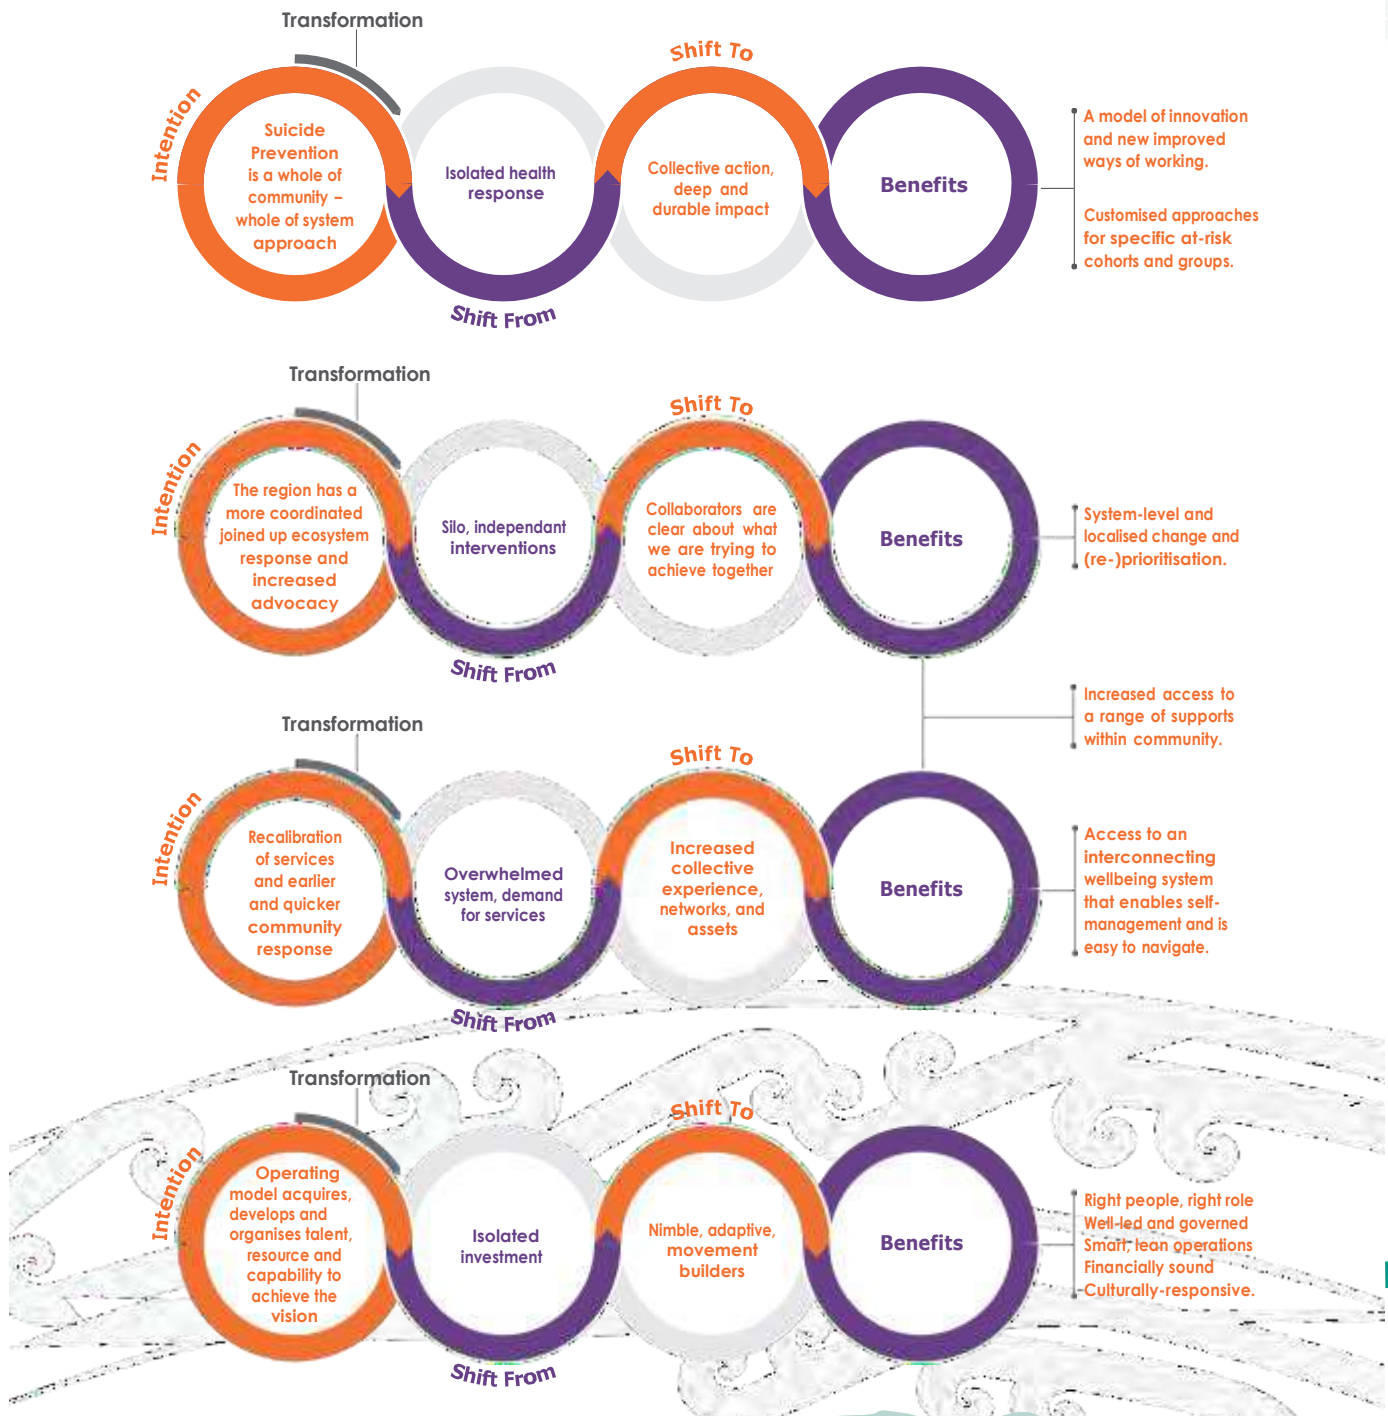 Transformation
Intention
Shift To
Suicide
Prevention
is a whole of
community –
whole of system
approach
Isolated health
response
Collective action,
deep and
durable impact
Benefits
A model of innovation
and new improved
ways of working.
Customised approaches
for specific at-risk
cohorts and groups.
Shift From
Transformation
Intention
Shift To
The region has a
more coordinated
joined up ecosystem
response and
increased
advocacy
Silo, independant
interventions
Collaborators are
clear about what
we are trying to
achieve together
Benefits
System-level and
localised change and
(re-)prioritisation.
Shift From
Increased access to
a range of supports
within community.
Transformation
Intention
Shift To
Recalibration
of services
and earlier
and quicker
community
response
Overwhelmed
system, demand
for services
Increased
collective
experience,
networks, and
assets
Benefits
Access to an
interconnecting
wellbeing system
that enables self-
management and is
easy to navigate.
Shift From
Transformation
Intention
Shift To
Operating
model acquires,
develops and
organises talent,
resource and
capability to
achieve the
vision
Isolated
investment
Nimble, adaptive,
movement
builders
Benefits
Right people, right role
Well-led and governed
Smart, lean operations
Financially sound
Culturally-responsive.
Shift From